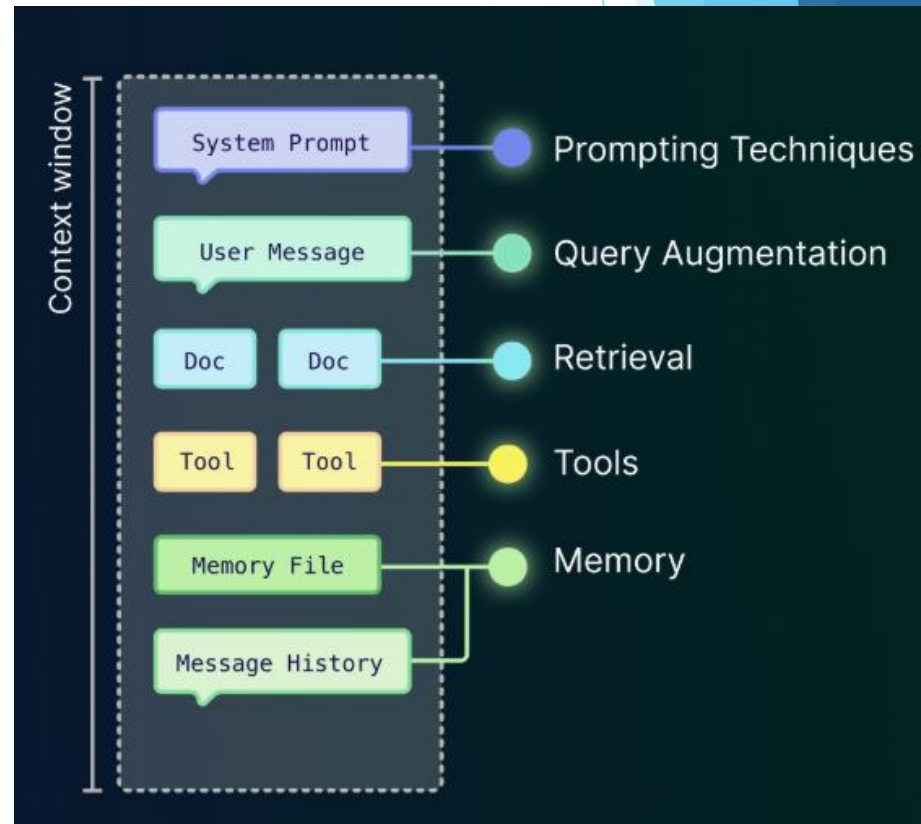 Context window
System Prompt
Prompting Techniques
User Message
Query Augmentation
Doc
Doc
Retrieval
Tool
Tool
Tools
Memory File
Memory
Message History